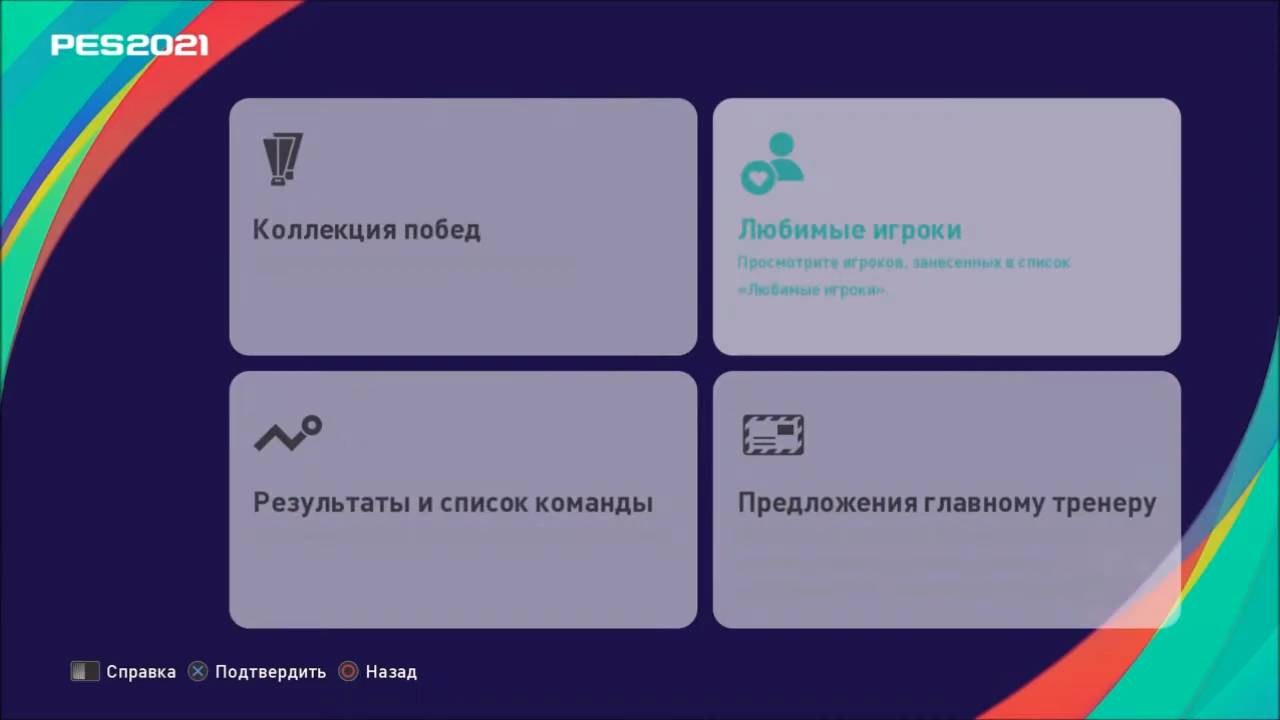 PES2021
Коллекция побед
Любимые игроки
Просмотрите игроков, занесенных в список
«Любимые игроки».
Результаты и список команды
Предложения главному тренеру
Справка Подтвердить Назад